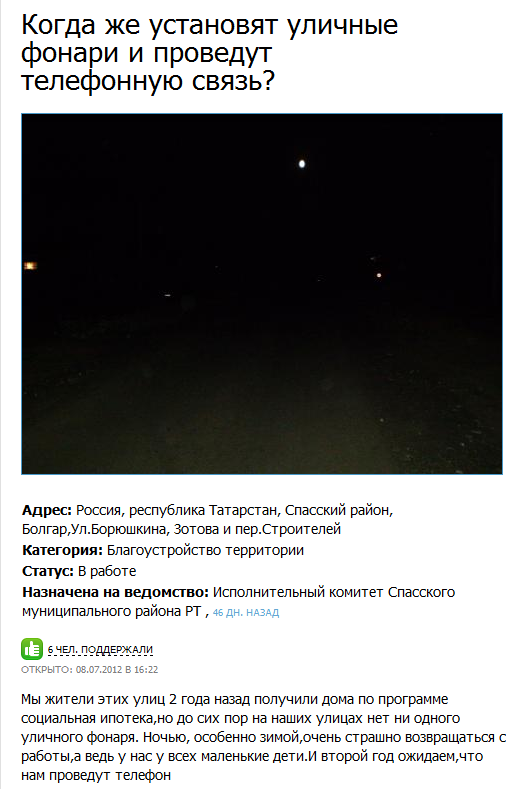 Когда же установят уличные
фонари и проведут
телефонную связь?
Адрес: Россия, республика Татарстан, Спасский район,
Болгар,Ул.Борюшкина, Зотова и пер.Строителей
Категория: Благоустройство территории
Статус: В работе
Назначена на ведомство: Исполнительный комитет Спасского
муниципального района РТ , 46 ДН. НАЗАД
6 ЧЕЛ. ПОДДЕРЖАЛИ
ОТКРЫТО: 08.07.2012 В 16:22
Мы жители этих улиц 2 года назад получили дома по программе
социальная ипотека,но до сих пор на наших улицах нет ни одного
уличного фонаря. Ночью, особенно зимой,очень страшно возвращаться с
работы,а ведь у нас у всех маленькие дети.И второй год ожидаем,что
нам проведут телефон